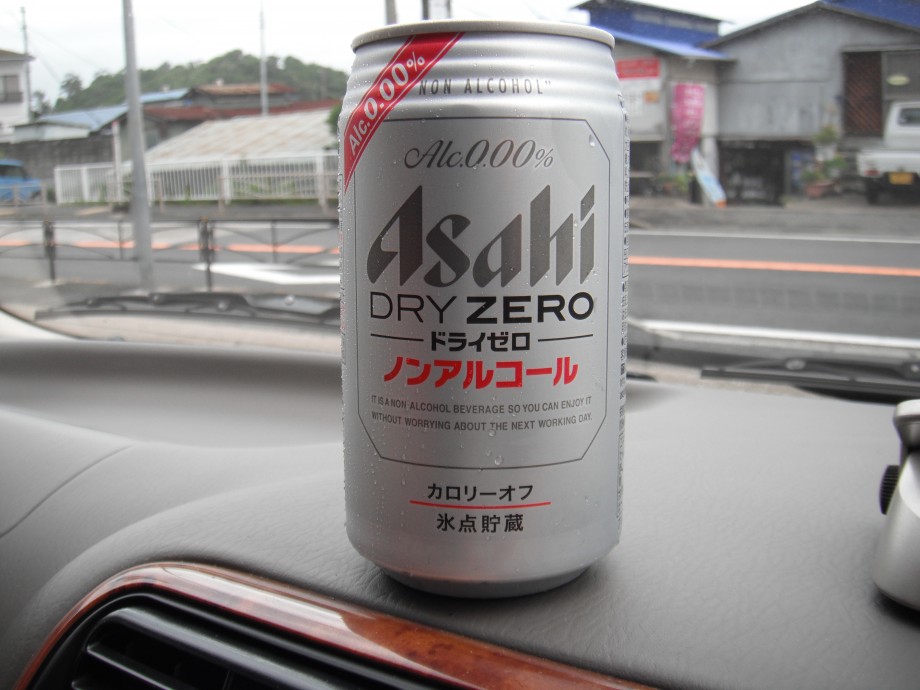 Alc.0.00%
"NON ALCOHOL"
Alc.0.00%
Asahi
DRY ZERO
ドライゼロ
ノンアルコール
IT IS A NON ALCOHOL BEVERAGE SO YOU CAN ENJOY IT
WITHOUT WORRYING ABOUT THE NEXT WORKING DAY.
カロリーオフ
氷点貯蔵